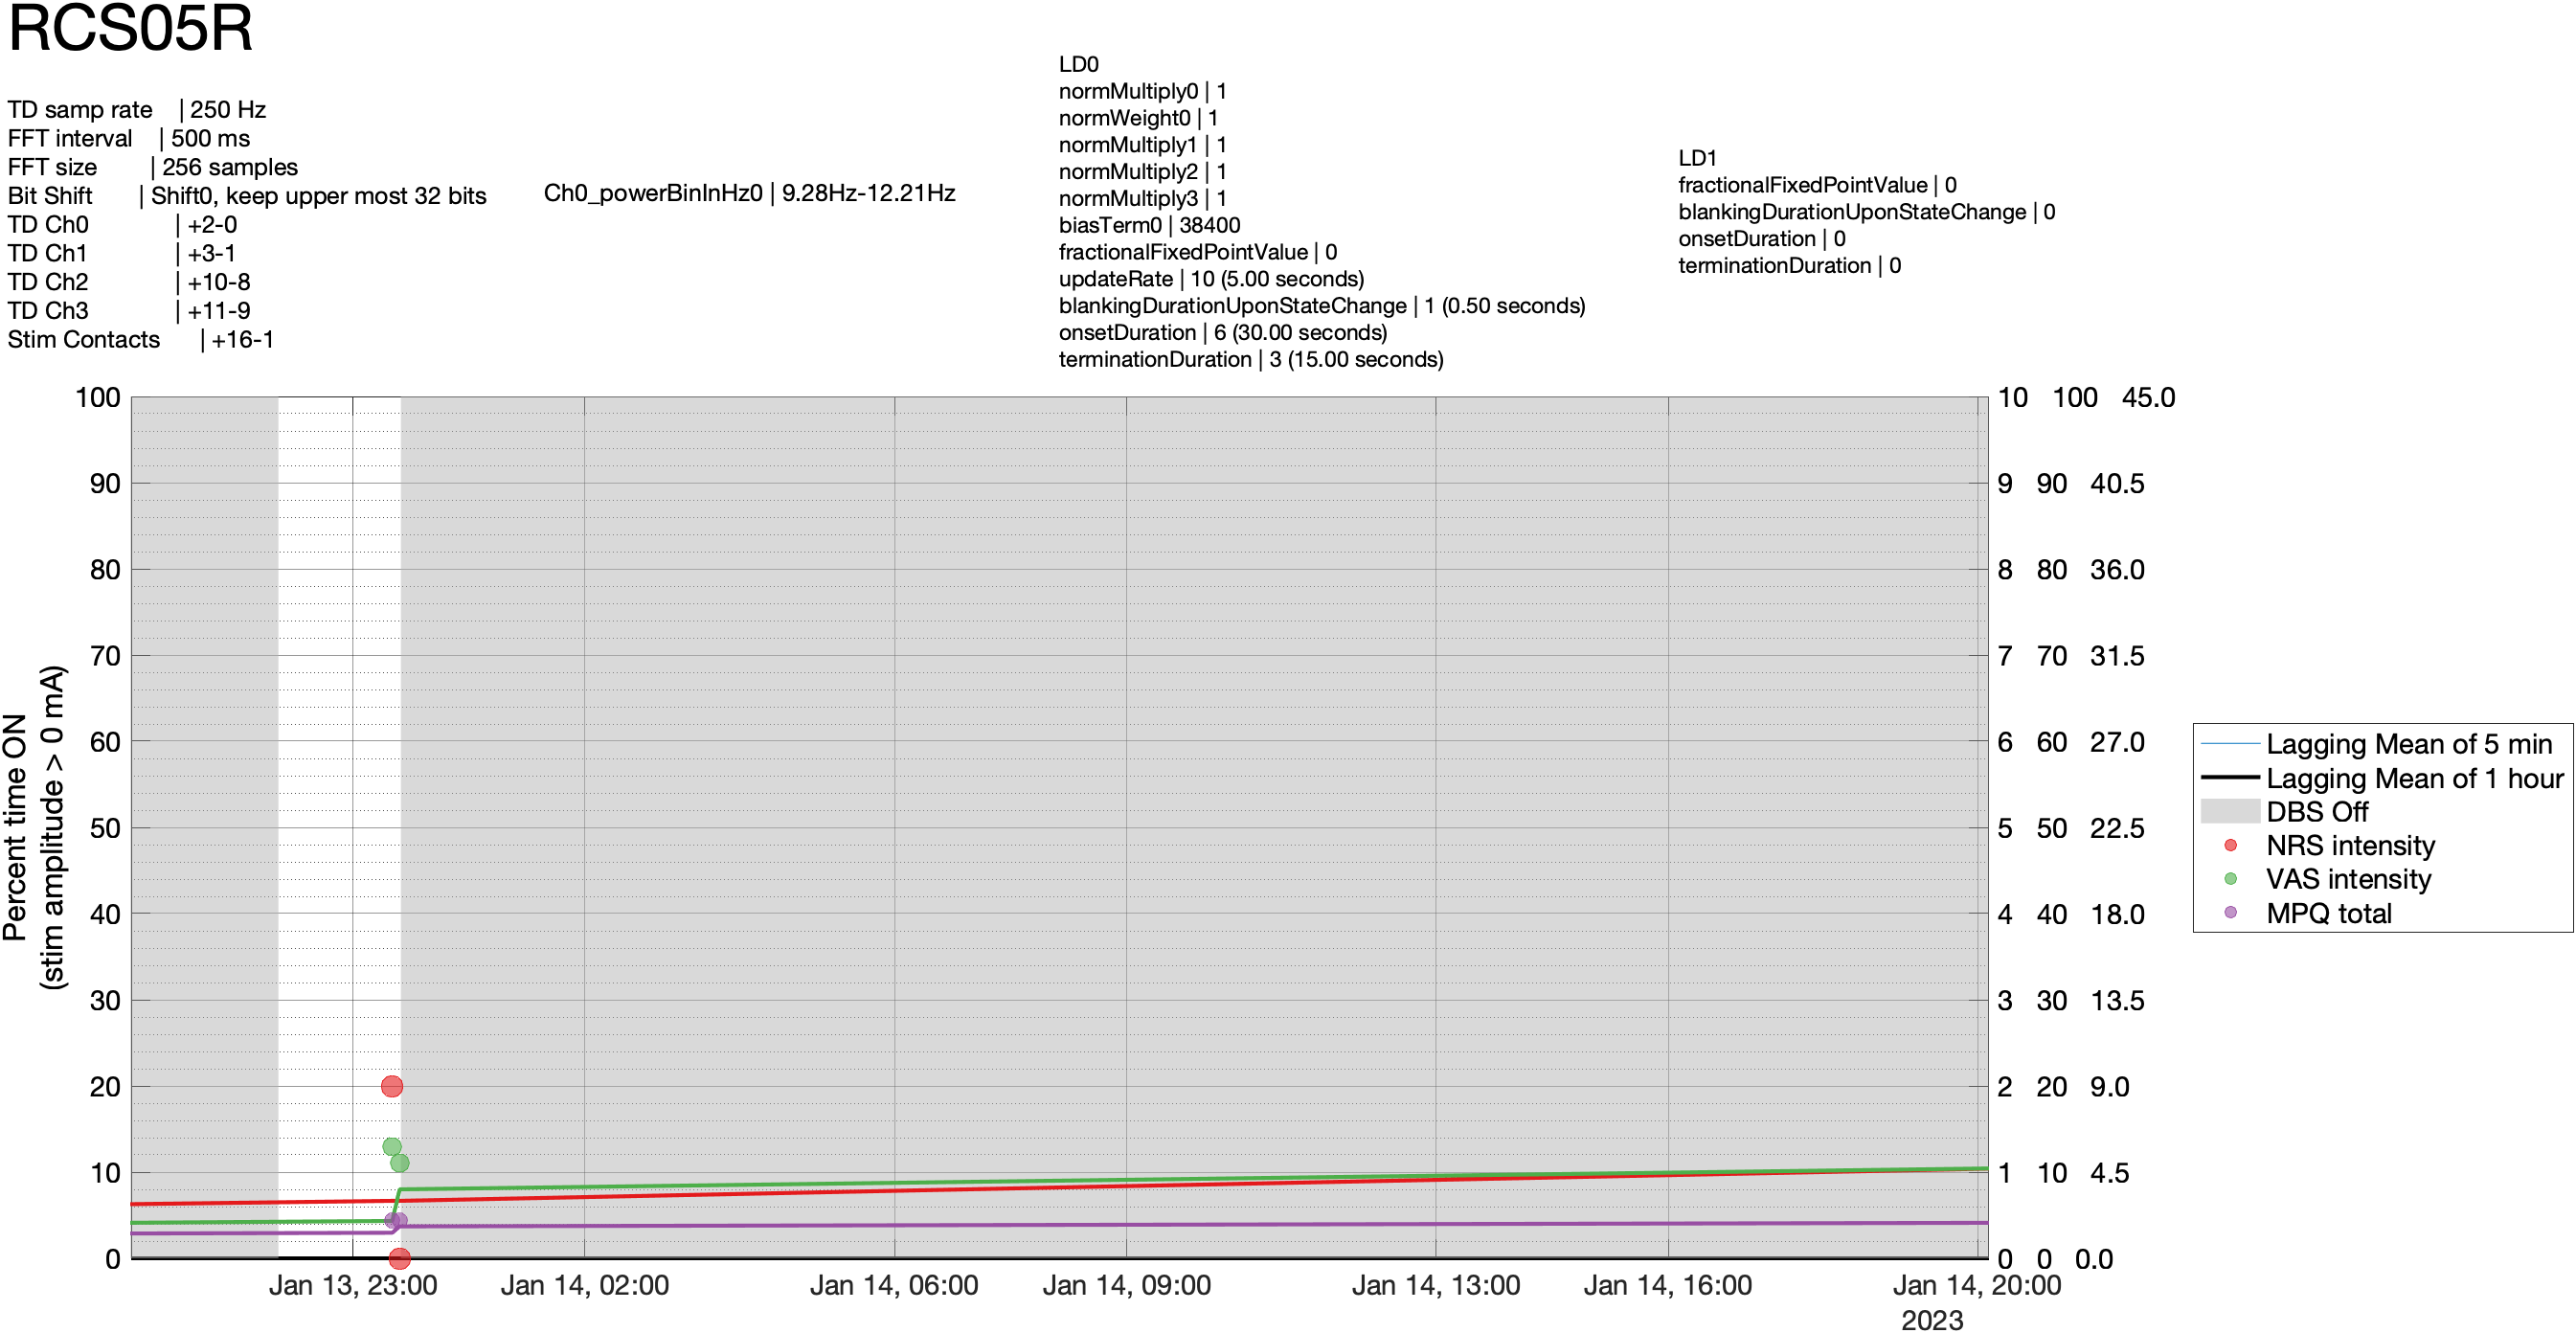 RCS05R
TD samp rate | 250 Hz
FFT interval | 500 ms
FFT size | 256 samples
Bit Shift | Shift0, keep upper most 32 bits
TD Ch0 | +2-0
TD Ch1 | +3-1
TD Ch2 | +10-8
TD Ch3 | +11-9
Stim Contacts | +16-1
Ch0_powerBinInHz0 | 9.28Hz-12.21Hz
LD0
normMultiply0 | 1
normWeight0 | 1
normMultiply1 | 1
normMultiply2 | 1
normMultiply3 | 1
biasTerm0 | 38400
fractionalFixedPointValue | 0
updateRate | 10 (5.00 seconds)
blankingDurationUponStateChange | 1 (0.50 seconds)
onsetDuration | 6 (30.00 seconds)
terminationDuration | 3 (15.00 seconds)
LD1
fractionalFixedPointValue | 0
blankingDurationUponStateChange | 0
onsetDuration | 0
terminationDuration | 0
Percent time ON
(stim amplitude > 0 mA)
100
90
80
70
60
50
40
30
20
10
0
10 100 45.0
9 90 40.5
8 80 36.0
7 70 31.5
6 60 27.0
5 50 22.5
4 40 18.0
3 30 13.5
2 20 9.0
1 10 4.5
0 0 0.0
Jan 13, 23:00 Jan 14, 02:00 Jan 14, 06:00 Jan 14, 09:00 Jan 14, 13:00 Jan 14, 16:00 Jan 14, 20:00
2023
Lagging Mean of 5 min
Lagging Mean of 1 hour
DBS Off
NRS intensity
VAS intensity
MPQ total